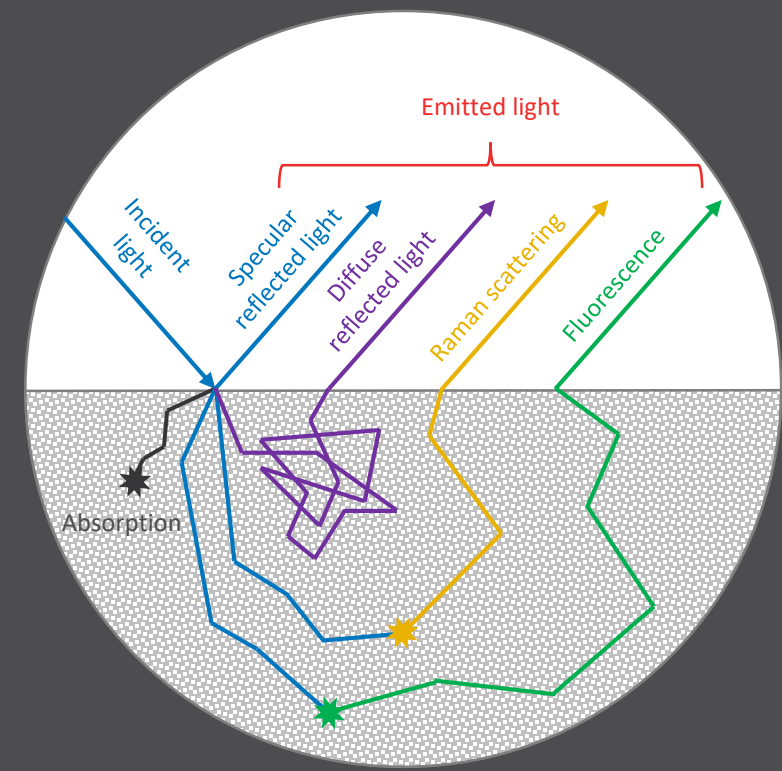 Emitted light
Incident
light
Specular
reflected light
Diffuse
reflected light
Raman scattering
Fluorescence
Absorption